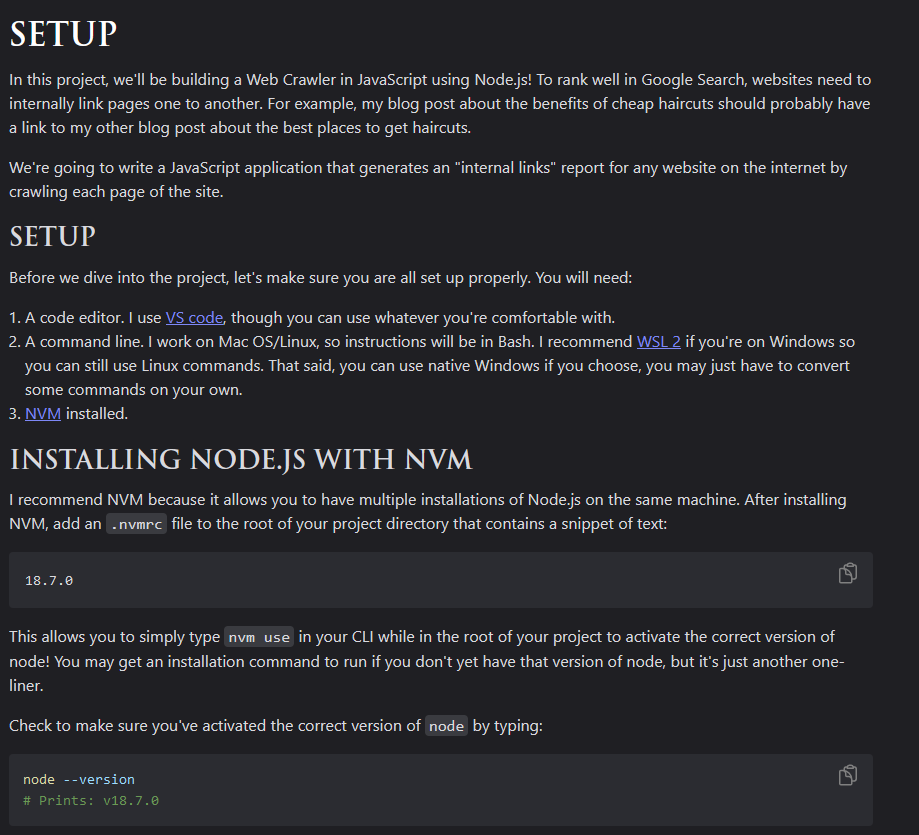 SETUP
In this project, we'll be building a Web Crawler in JavaScript using Node.js! To rank well in Google Search, websites need to
internally link pages one to another. For example, my blog post about the benefits of cheap haircuts should probably have
a link to my other blog post about the best places to get haircuts.
We're going to write a JavaScript application that generates an "internal links" report for any website on the internet by
crawling each page of the site.
SETUP
Before we dive into the project, let's make sure you are all set up properly. You will need:
1. A code editor. I use VS code, though you can use whatever you're comfortable with.
2. A command line. I work on Mac OS/Linux, so instructions will be in Bash. I recommend WSL 2 if you're on Windows so
you can still use Linux commands. That said, you can use native Windows if you choose, you may just have to convert
some commands on your own.
3. NVM installed.
INSTALLING NODE.JS WITH NVM
I recommend NVM because it allows you to have multiple installations of Node.js on the same machine. After installing
NVM, add an .nvmrc file to the root of your project directory that contains a snippet of text:
18.7.0
This allows you to simply type nvm use in your CLI while in the root of your project to activate the correct version of
node! You may get an installation command to run if you don't yet have that version of node, but it's just another one-
liner.
Check to make sure you've activated the correct version of node by typing:
node --version
# Prints: v18.7.0